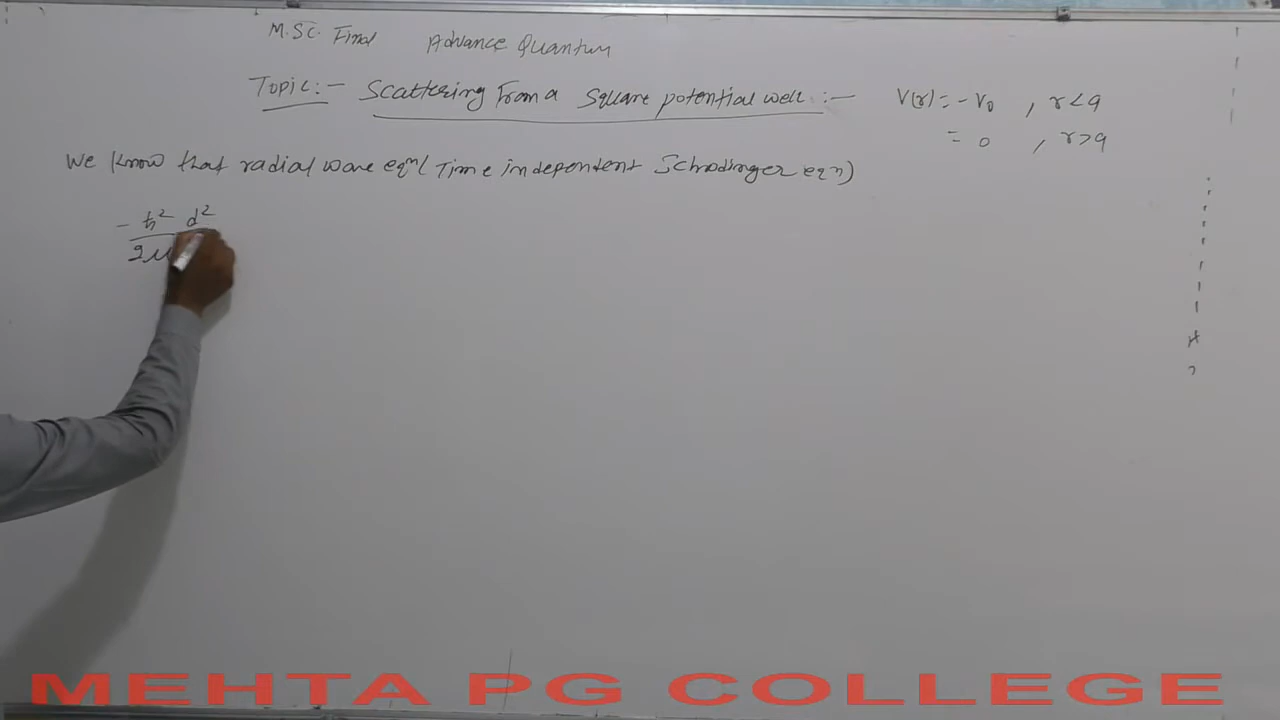 M.SC. Final Advance Quantum
Topic:- Scattering From a Square potential well:- V(r)= -V₀ , r<a
= 0 , r>a
We know that radial wave eqⁿ( Time independent Schrodinger eqn)
-ħ² d²
2μ
MEHTA PG COLLEGE